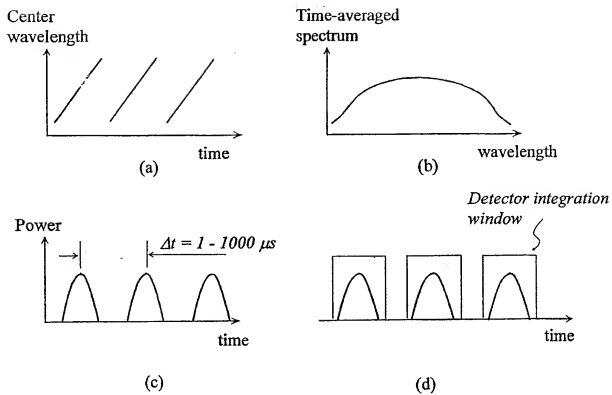 Center
wavelength
time
(a)
Time-averaged
spectrum
wavelength
(b)
Power
Δt = 1 - 1000 μs
time
(c)
Detector integration
window
time
(d)